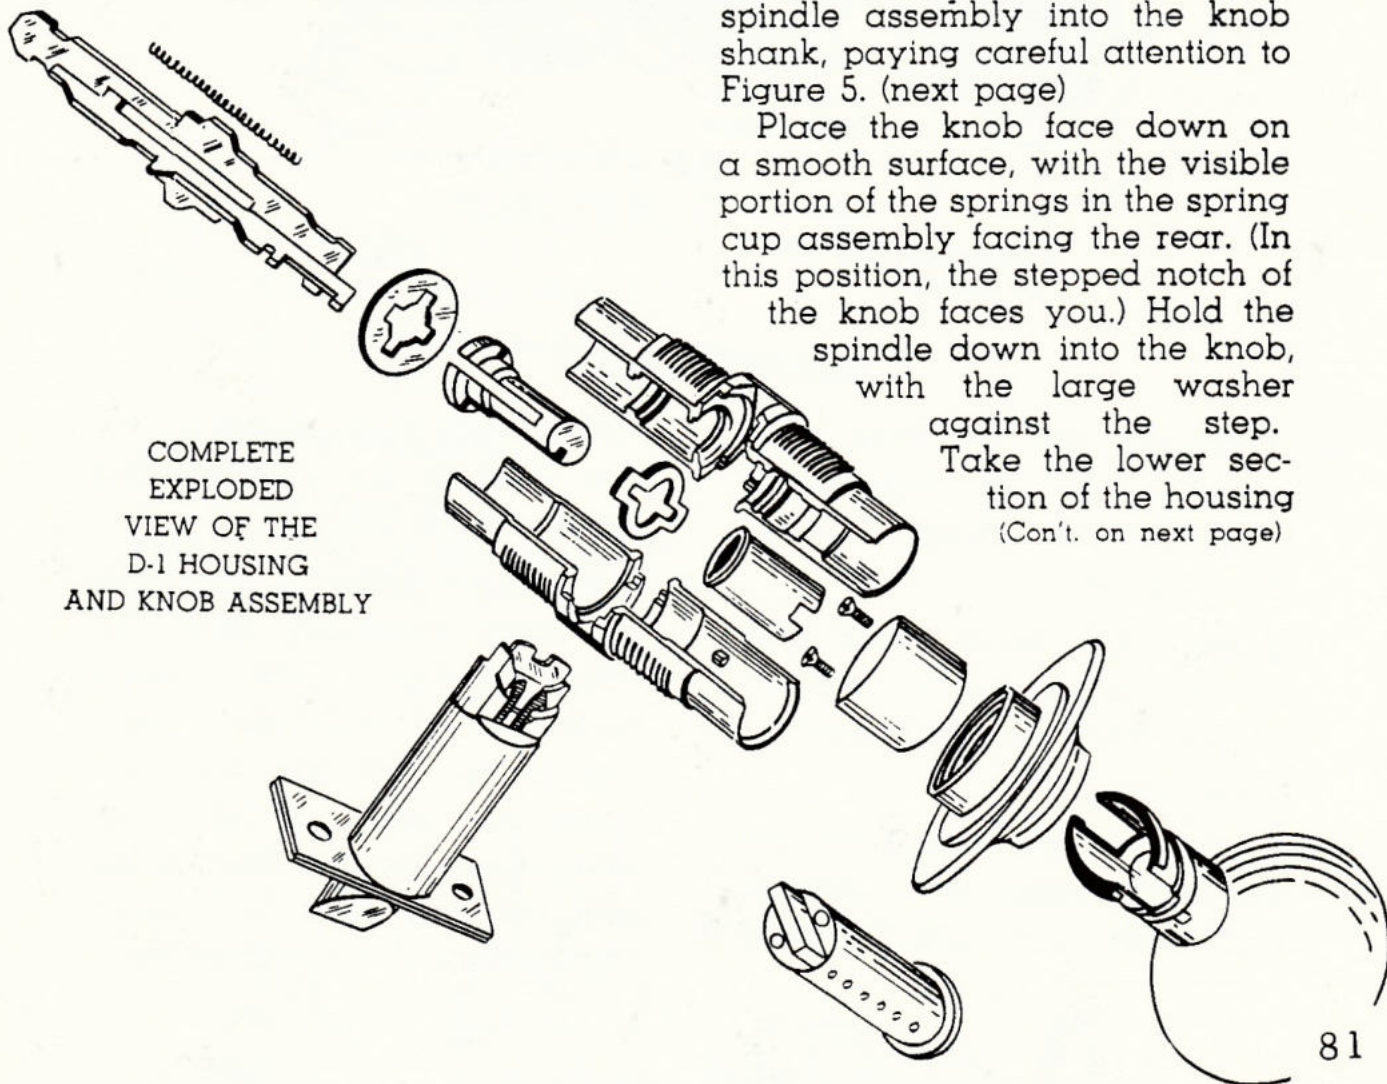 spindle assembly into the knob
shank, paying careful attention to
Figure 5. (next page)
Place the knob face down on
a smooth surface, with the visible
portion of the springs in the spring
cup assembly facing the rear. (In
this position, the stepped notch of
the knob faces you.) Hold the
spindle down into the knob,
with the large washer
against the step.
Take the lower sec-
tion of the housing
(Con't. on next page)
COMPLETE
EXPLODED
VIEW OF THE
D-1 HOUSING
AND KNOB ASSEMBLY
81